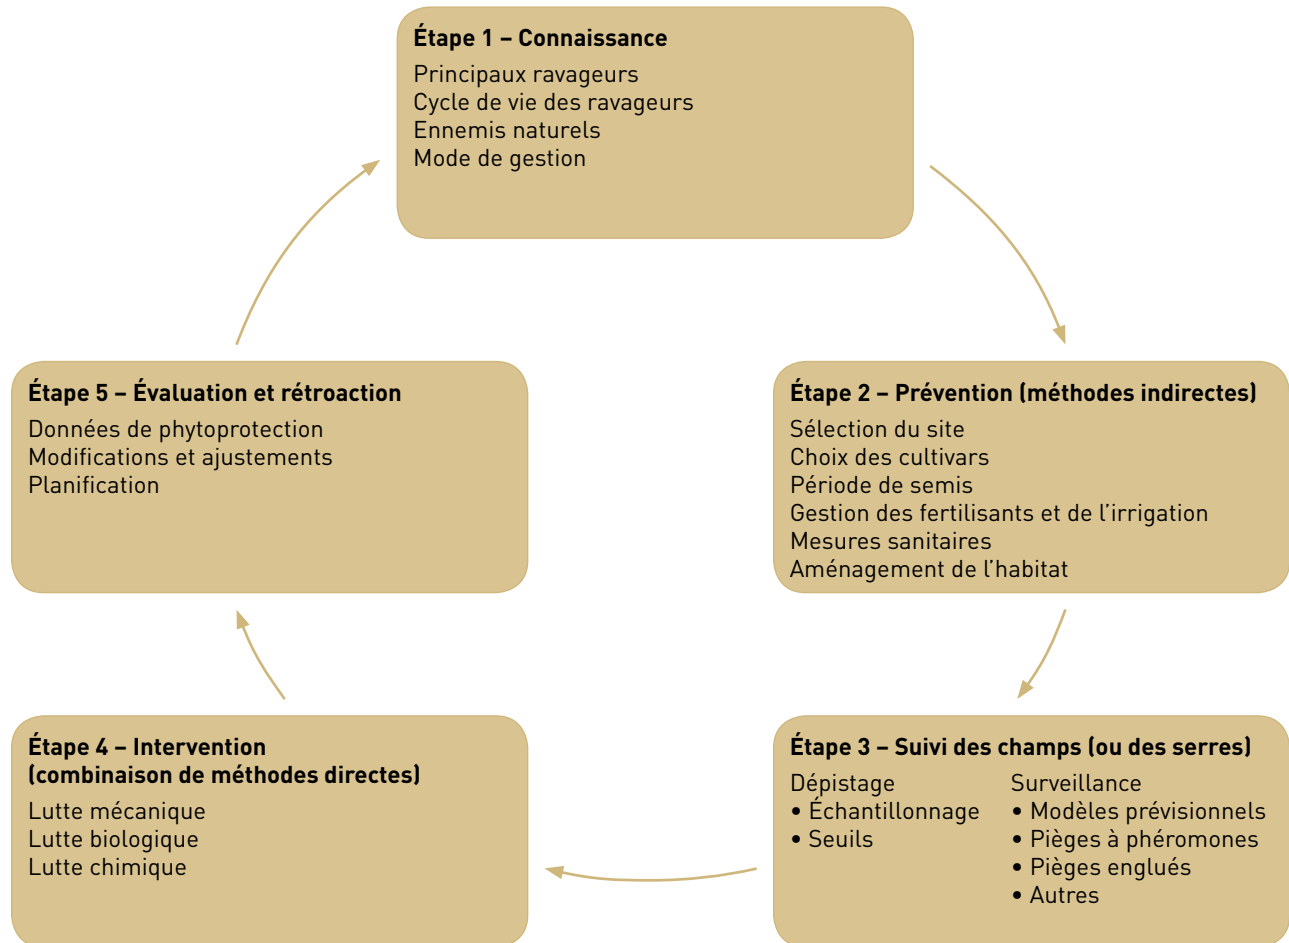 Étape 1 – Connaissance
Principaux ravageurs
Cycle de vie des ravageurs
Ennemis naturels
Mode de gestion
Étape 2 – Prévention (méthodes indirectes)
Sélection du site
Choix des cultivars
Période de semis
Gestion des fertilisants et de l’irrigation
Mesures sanitaires
Aménagement de l’habitat
Étape 3 – Suivi des champs (ou des serres)
Dépistage
• Échantillonnage
• Seuils
Surveillance
• Modèles prévisionnels
• Pièges à phéromones
• Pièges englués
• Autres
Étape 4 – Intervention
(combinaison de méthodes directes)
Lutte mécanique
Lutte biologique
Lutte chimique
Étape 5 – Évaluation et rétroaction
Données de phytoprotection
Modifications et ajustements
Planification